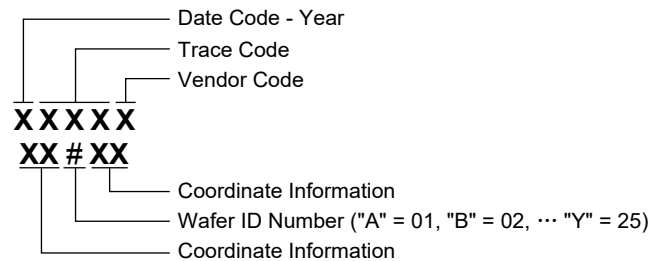 Date Code - Year
Trace Code
Vendor Code
X X X X X
XX # XX
Coordinate Information
Wafer ID Number ("A" = 01, "B" = 02, ··· "Y" = 25)
Coordinate Information